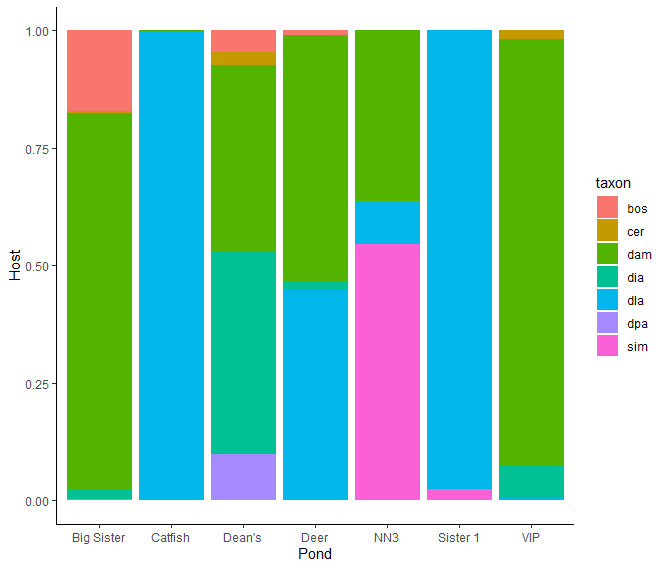 Host
1.00
0.75
0.50
0.25
0.00
Big Sister
Catfish
Dean's
Deer
NN3
Sister 1
VIP
Pond
taxon
bos
cer
dam
dia
dla
dpa
sim